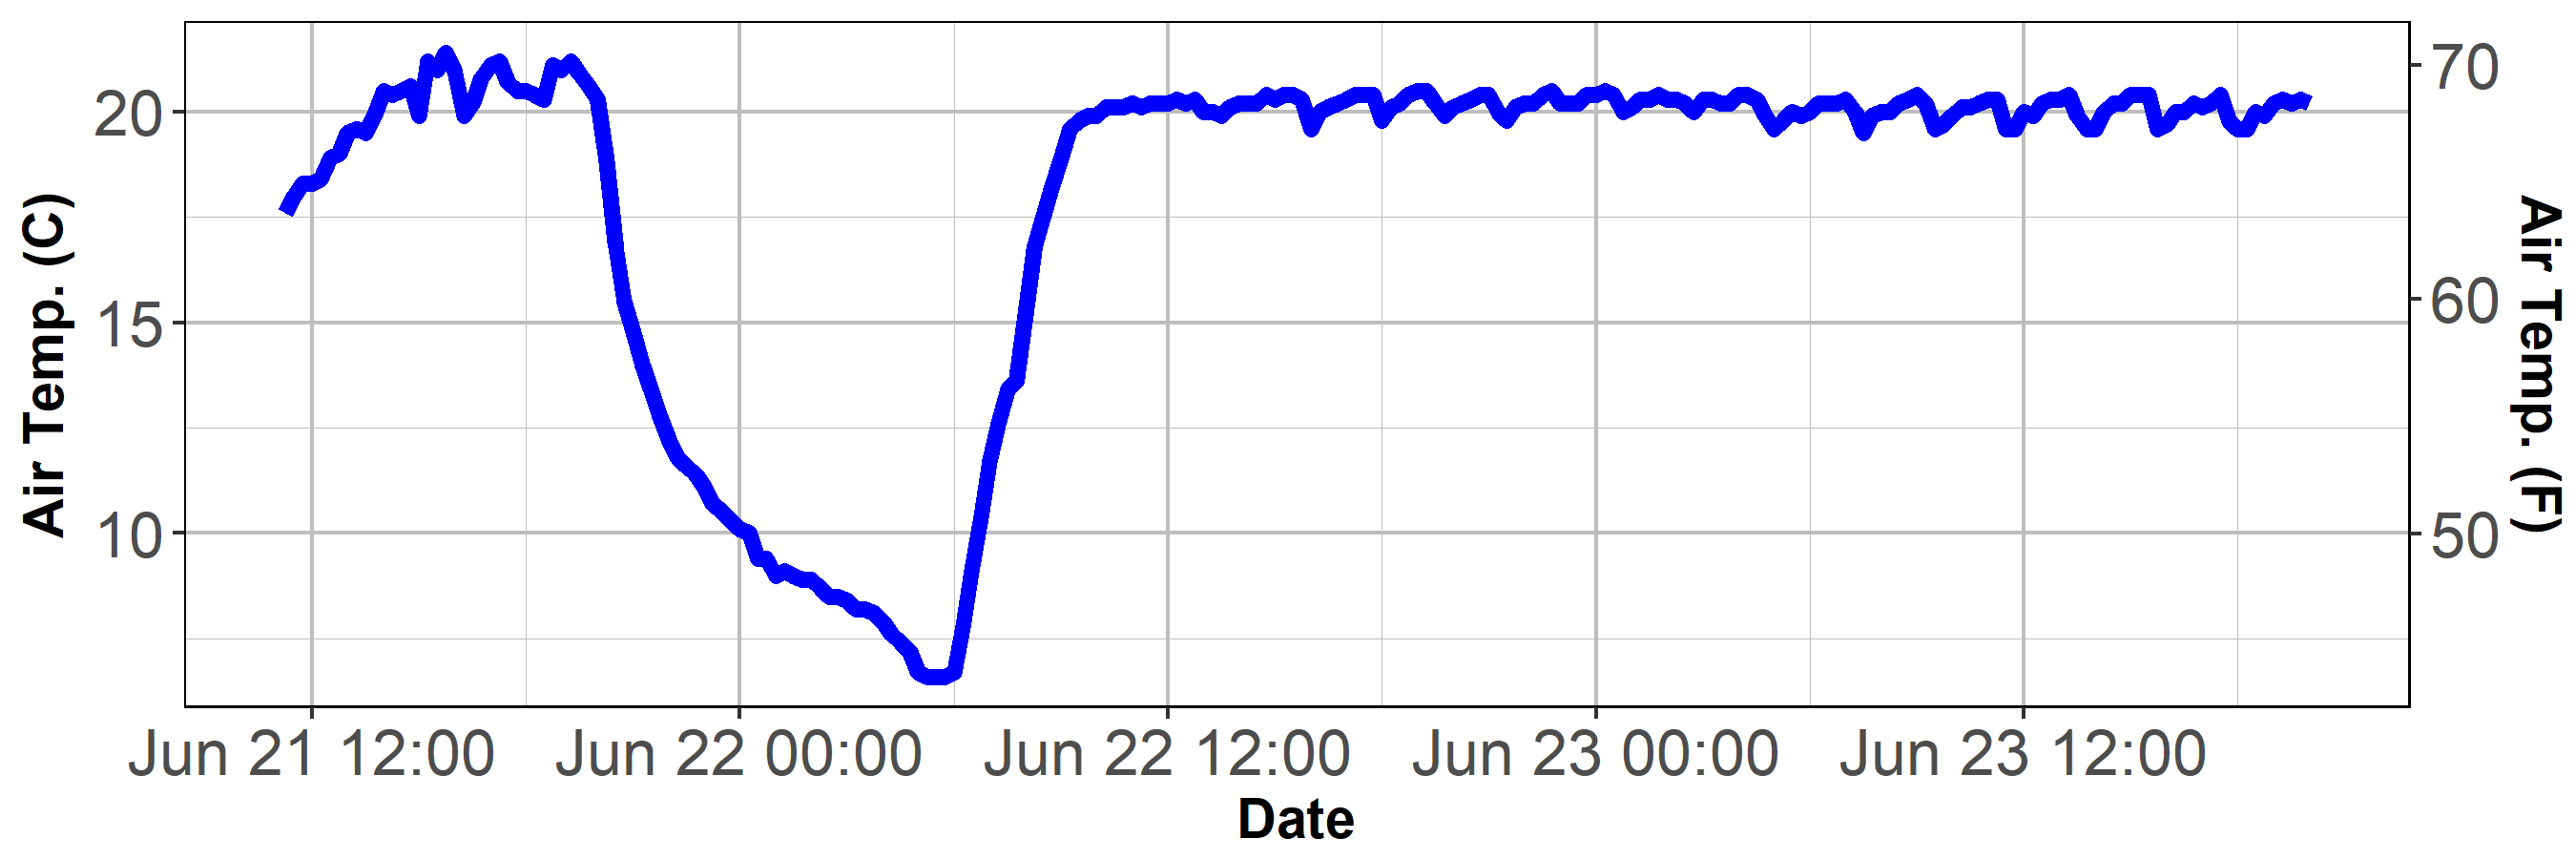 Air Temp. (C)
20
15
10
70
60
50
Air Temp. (F)
Jun 21 12:00
Jun 22 00:00
Jun 22 12:00
Jun 23 00:00
Jun 23 12:00
Date